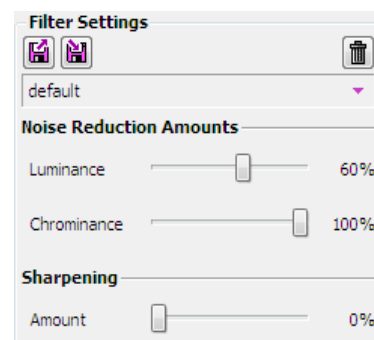 Filter Settings
default
Noise Reduction Amounts
Luminance 60%
Chrominance 100%
Sharpening
Amount 0%